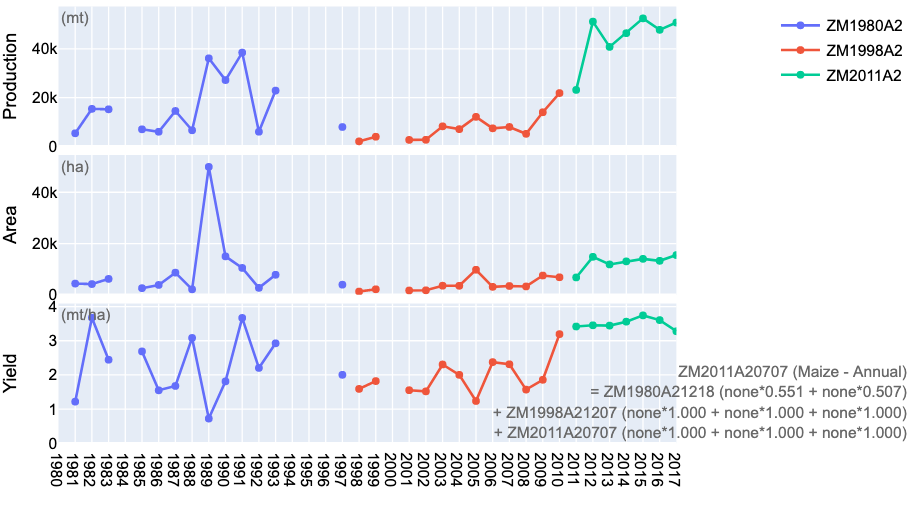 (mt)
Production
40k
20k
0
ZM1980A2
ZM1998A2
ZM2011A2
(ha)
Area
40k
20k
0
(mt/ha)
Yield
4
3
2
1
0
ZM2011A20707 (Maize - Annual)
= ZM1980A21218 (none*0.551 + none*0.507)
+ ZM1998A21207 (none*1.000 + none*1.000 + none*1.000)
+ ZM2011A20707 (none*1.000 + none*1.000 + none*1.000)
1980
1981
1982
1983
1984
1985
1986
1987
1988
1989
1990
1991
1992
1993
1994
1995
1996
1997
1998
1999
2000
2001
2002
2003
2004
2005
2006
2007
2008
2009
2010
2011
2012
2013
2014
2015
2016
2017